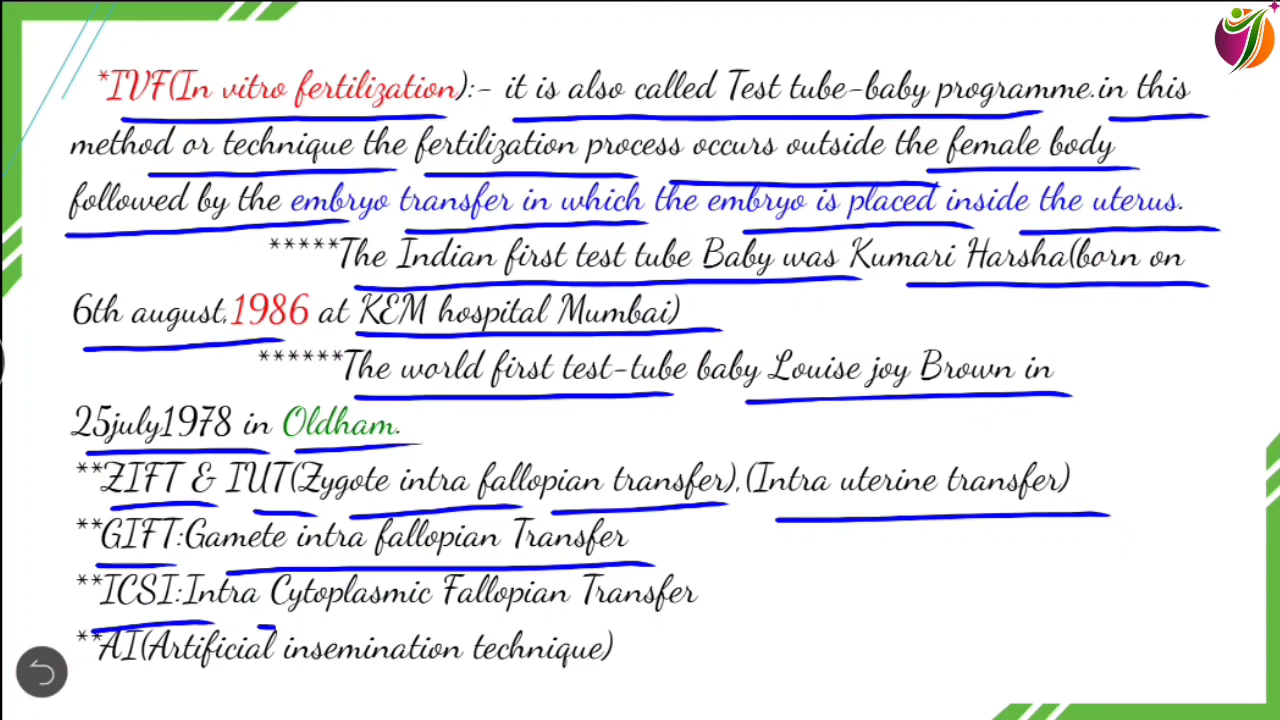 *IVF(In vitro fertilization):- it is also called Test tube-baby programme.in this
method or technique the fertilization process occurs outside the female body
followed by the embryo transfer in which the embryo is placed inside the uterus.
*****The Indian first test tube Baby was Kumari Harsha(born on
6th august,1986 at KEM hospital Mumbai)
******The world first test-tube baby Louise joy Brown in
25july1978 in Oldham.
**ZIFT & IUT(Zygote intra fallopian transfer),(Intra uterine transfer)
**GIFT:Gamete intra fallopian Transfer
**ICSI:Intra Cytoplasmic Fallopian Transfer
**AI(Artificial insemination technique)